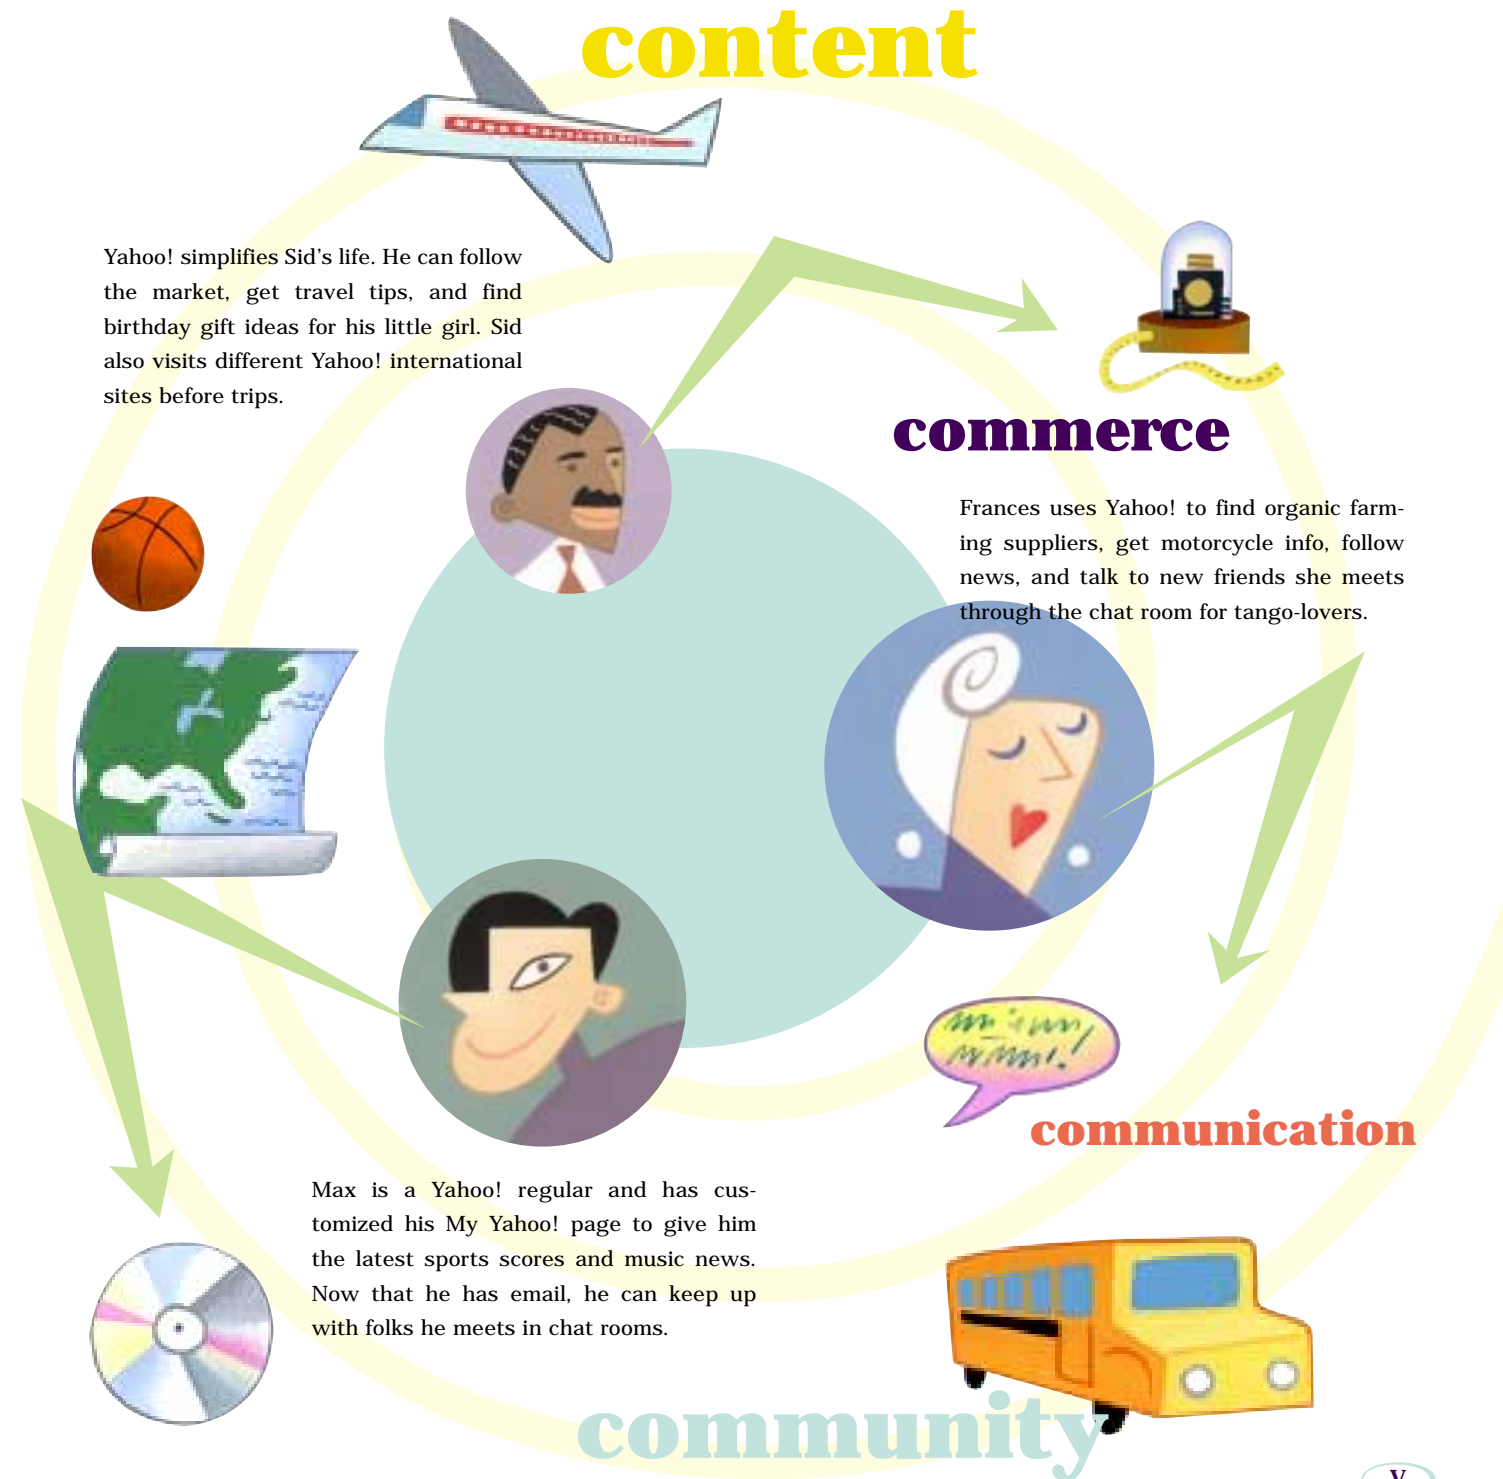 content
Yahoo! simplifies Sid's life. He can follow
the market, get travel tips, and find
birthday gift ideas for his little girl. Sid
also visits different Yahoo! international
sites before trips.
commerce
Frances uses Yahoo! to find organic farm-
ing suppliers, get motorcycle info, follow
news, and talk to new friends she meets
through the chat room for tango-lovers.
communication
Max is a Yahoo! regular and has cus-
tomized his My Yahoo! page to give him
the latest sports scores and music news.
Now that he has email, he can keep up
with folks he meets in chat rooms.
community